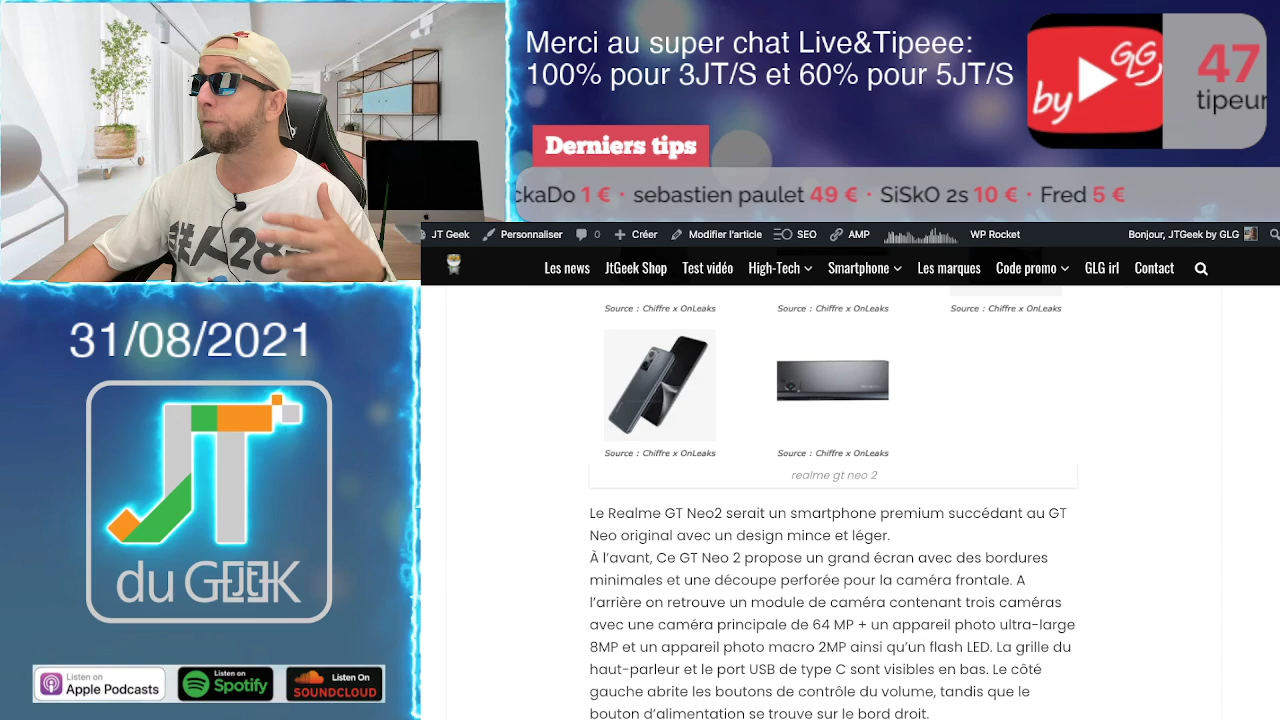 Merci au super chat Live&Tipeee:
100% pour 3JT/S et 60% pour 5JT/S
by GLG
47
tipeur
Derniers tips
ckaDo 1 € · sebastien paulet 49 € · SiSkO 2s 10 € · Fred 5 €
鉄人28
JT Geek Personnaliser 0 Créer Modifier l'article SEO AMP WP Rocket Bonjour, JTGeek by GLG
Les news JtGeek Shop Test vidéo High-Tech Smartphone Les marques Code promo GLG irl Contact
Source : Chiffre x OnLeaks Source : Chiffre x OnLeaks Source : Chiffre x OnLeaks
Source : Chiffre x OnLeaks Source : Chiffre x OnLeaks
realme gt neo 2
Le Realme GT Neo2 serait un smartphone premium succédant au GT
Neo original avec un design mince et léger.
À l'avant, Ce GT Neo 2 propose un grand écran avec des bordures
minimales et une découpe perforée pour la caméra frontale. A
l'arrière on retrouve un module de caméra contenant trois caméras
avec une caméra principale de 64 MP + un appareil photo ultra-large
8MP et un appareil photo macro 2MP ainsi qu'un flash LED. La grille du
haut-parleur et le port USB de type C sont visibles en bas. Le côté
gauche abrite les boutons de contrôle du volume, tandis que le
bouton d'alimentation se trouve sur le bord droit.
31/08/2021
JT
du GEEK
Listen on
Apple Podcasts
Listen on
Spotify
Listen On
SOUNDCLOUD